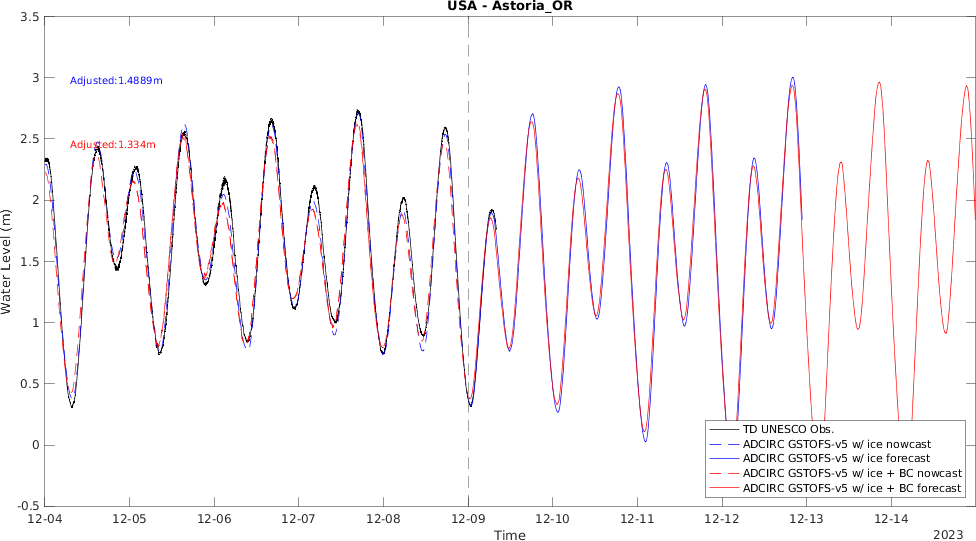 USA - Astoria_OR
3.5
3
2.5
2
1.5
1
0.5
0
-0.5
Water Level (m)
Adjusted:1.4889m
Adjusted:1.334m
TD UNESCO Obs.
ADCIRC GSTOFS-v5 w/ ice nowcast
ADCIRC GSTOFS-v5 w/ ice forecast
ADCIRC GSTOFS-v5 w/ ice + BC nowcast
ADCIRC GSTOFS-v5 w/ ice + BC forecast
12-04 12-05 12-06 12-07 12-08 12-09 12-10 12-11 12-12 12-13 12-14
Time
2023